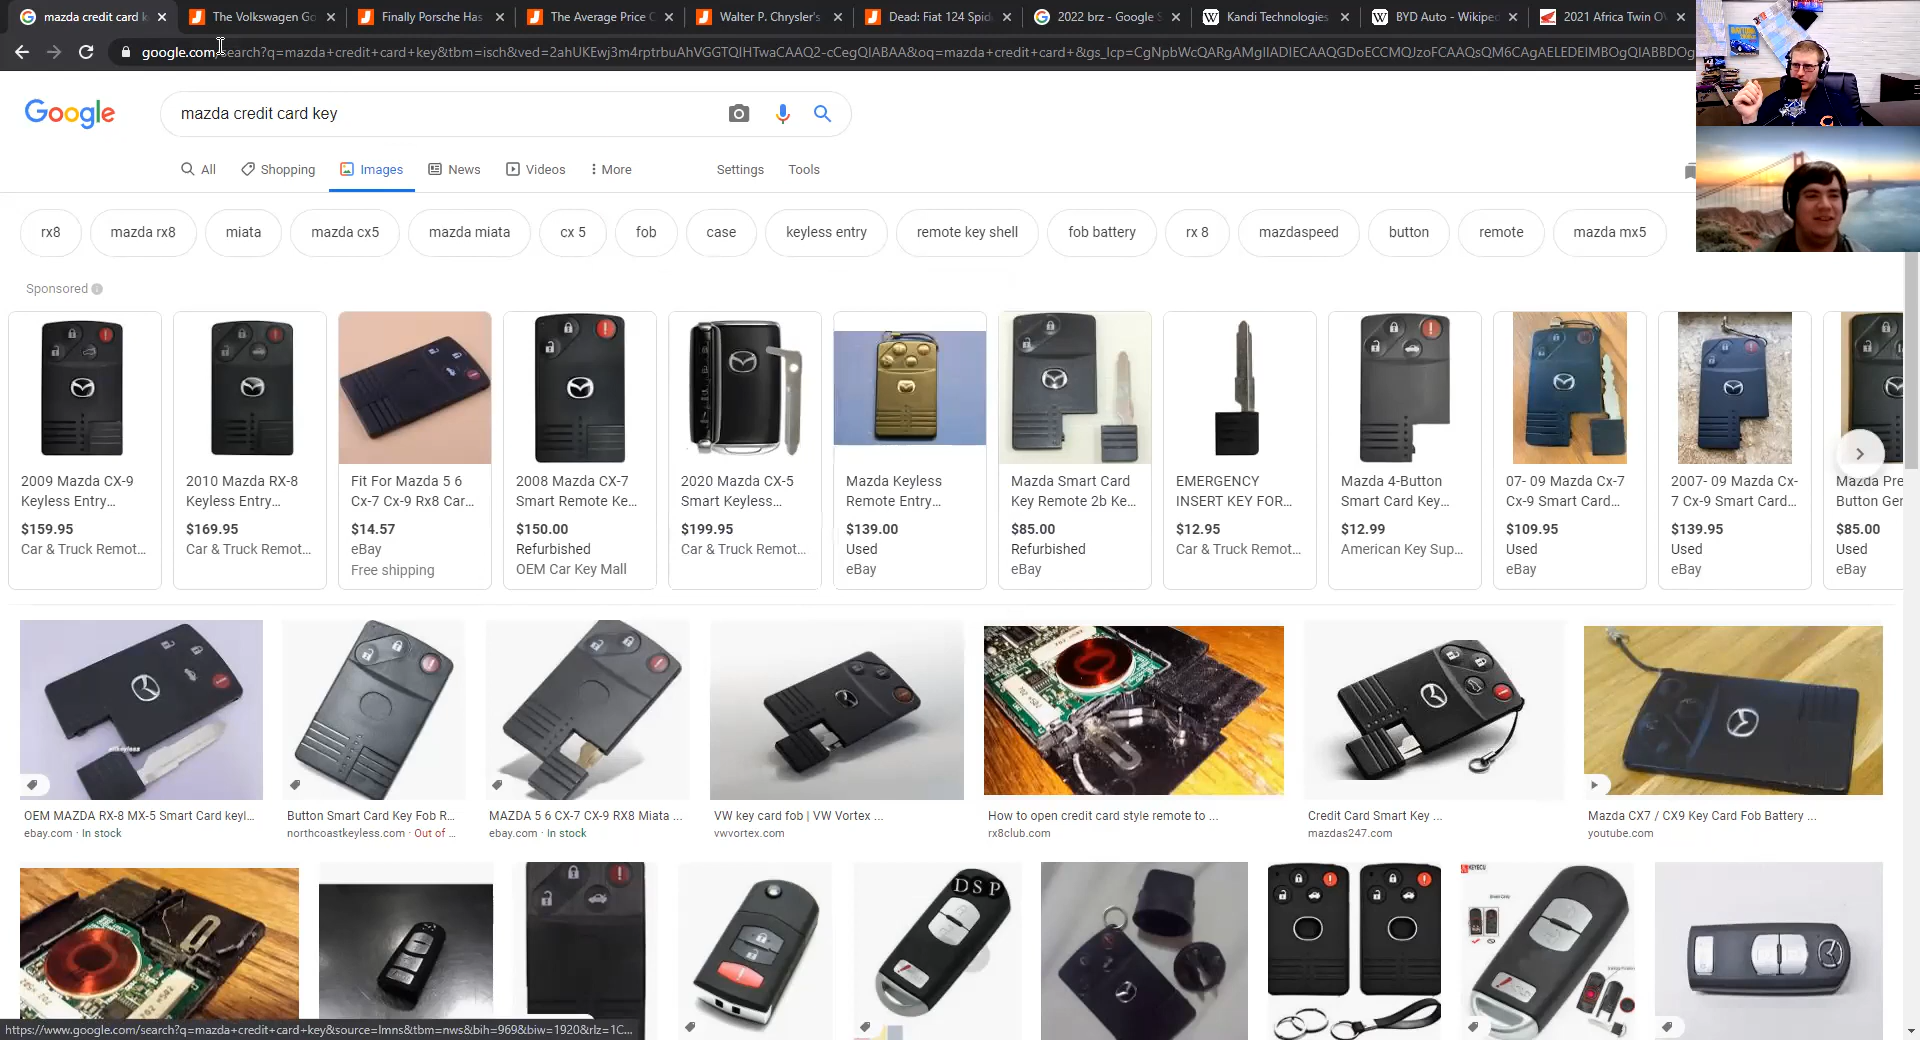 mazda credit card k
The Volkswagen Go
Finally Porsche Has
The Average Price C
Walter P. Chrysler's
Dead: Fiat 124 Spid
2022 brz - Google S
Kandi Technologies
BYD Auto - Wikiped
2021 Africa Twin O
google.com/search?q=mazda+credit+card+key&tbm=isch&ved=2ahUKEwj3m4rptrbuAhVGGTQIHTwaCAAQ2-cCegQIABAA&oq=mazda+credit+card+&gs_lcp=CgNpbWcQARgAMgIIADIECAAQGDoECCMQJzoFCAAQsQM6CAgAELEDEIMBOgQIABBDOg
Google
mazda credit card key
All
Shopping
Images
News
Videos
More
Settings
Tools
rx8
mazda rx8
miata
mazda cx5
mazda miata
cx 5
fob
case
keyless entry
remote key shell
fob battery
rx 8
mazdaspeed
button
remote
mazda mx5
Sponsored
2009 Mazda CX-9
Keyless Entry...
$159.95
Car & Truck Remot...
2010 Mazda RX-8
Keyless Entry...
$169.95
Car & Truck Remot...
Fit For Mazda 5 6
Cx-7 Cx-9 Rx8 Car...
$14.57
eBay
Free shipping
2008 Mazda CX-7
Smart Remote Ke...
$150.00
Refurbished
OEM Car Key Mall
2020 Mazda CX-5
Smart Keyless...
$199.95
Car & Truck Remot...
Mazda Keyless
Remote Entry...
$139.00
Used
eBay
Mazda Smart Card
Key Remote 2b Ke...
$85.00
Refurbished
eBay
EMERGENCY
INSERT KEY FOR...
$12.95
Car & Truck Remot...
Mazda 4-Button
Smart Card Key...
$12.99
American Key Sup...
07- 09 Mazda Cx-7
Cx-9 Smart Card...
$109.95
Used
eBay
2007- 09 Mazda Cx-
7 Cx-9 Smart Card...
$139.95
Used
eBay
Mazda Pre
Button Ger
$85.00
Used
eBay
OEM MAZDA RX-8 MX-5 Smart Card keyl...
ebay.com · In stock
Button Smart Card Key Fob R...
northcoastkeyless.com · Out of ...
MAZDA 5 6 CX-7 CX-9 RX8 Miata ...
ebay.com · In stock
VW key card fob | VW Vortex ...
vwvortex.com
How to open credit card style remote to ...
rx8club.com
Credit Card Smart Key ...
mazdas247.com
Mazda CX7 / CX9 Key Card Fob Battery ...
youtube.com
DSP
https://www.google.com/search?q=mazda+credit+card+key&source=lmns&tbm=nws&bih=969&biw=1920&rlz=1C...